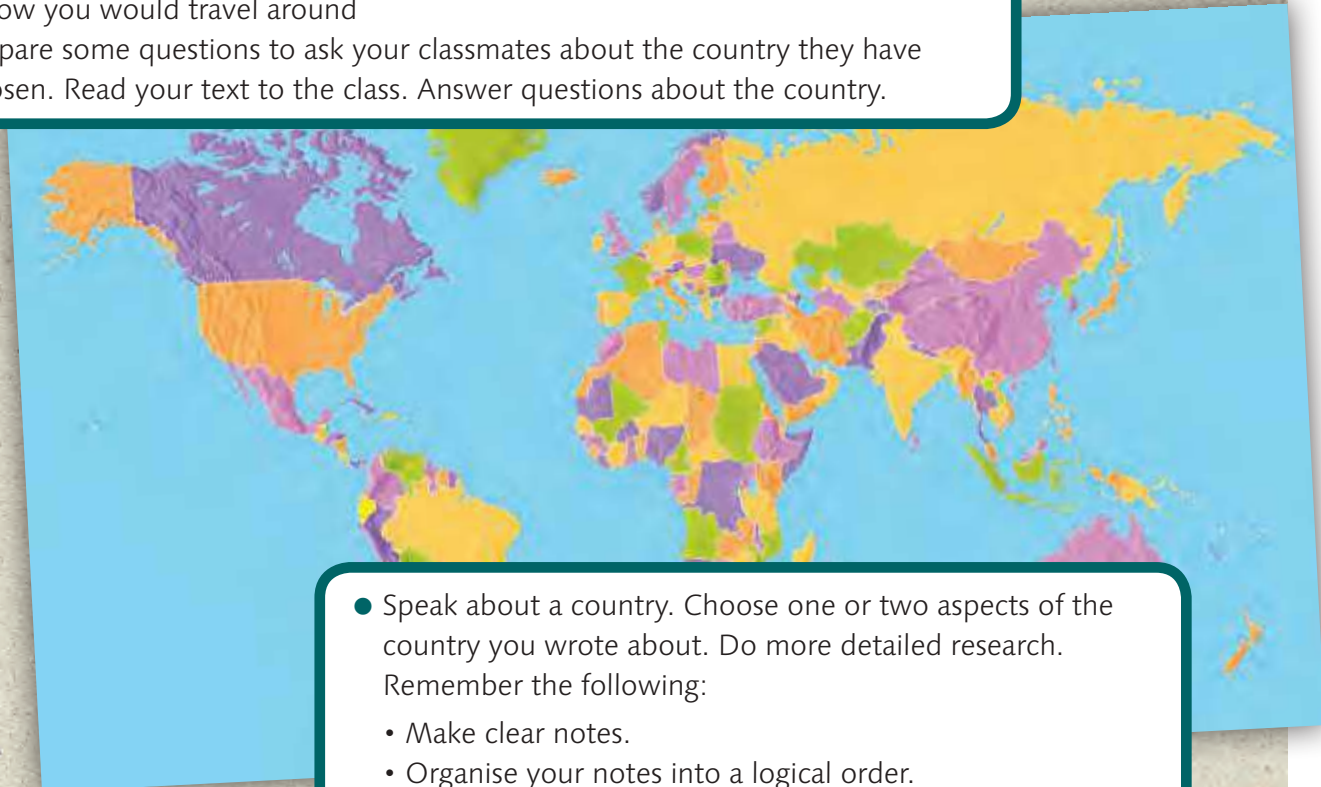 ow you would travel around
pare some questions to ask your classmates about the country they have
osen. Read your text to the class. Answer questions about the country.
● Speak about a country. Choose one or two aspects of the
country you wrote about. Do more detailed research.
Remember the following:
• Make clear notes.
• Organise your notes into a logical order.